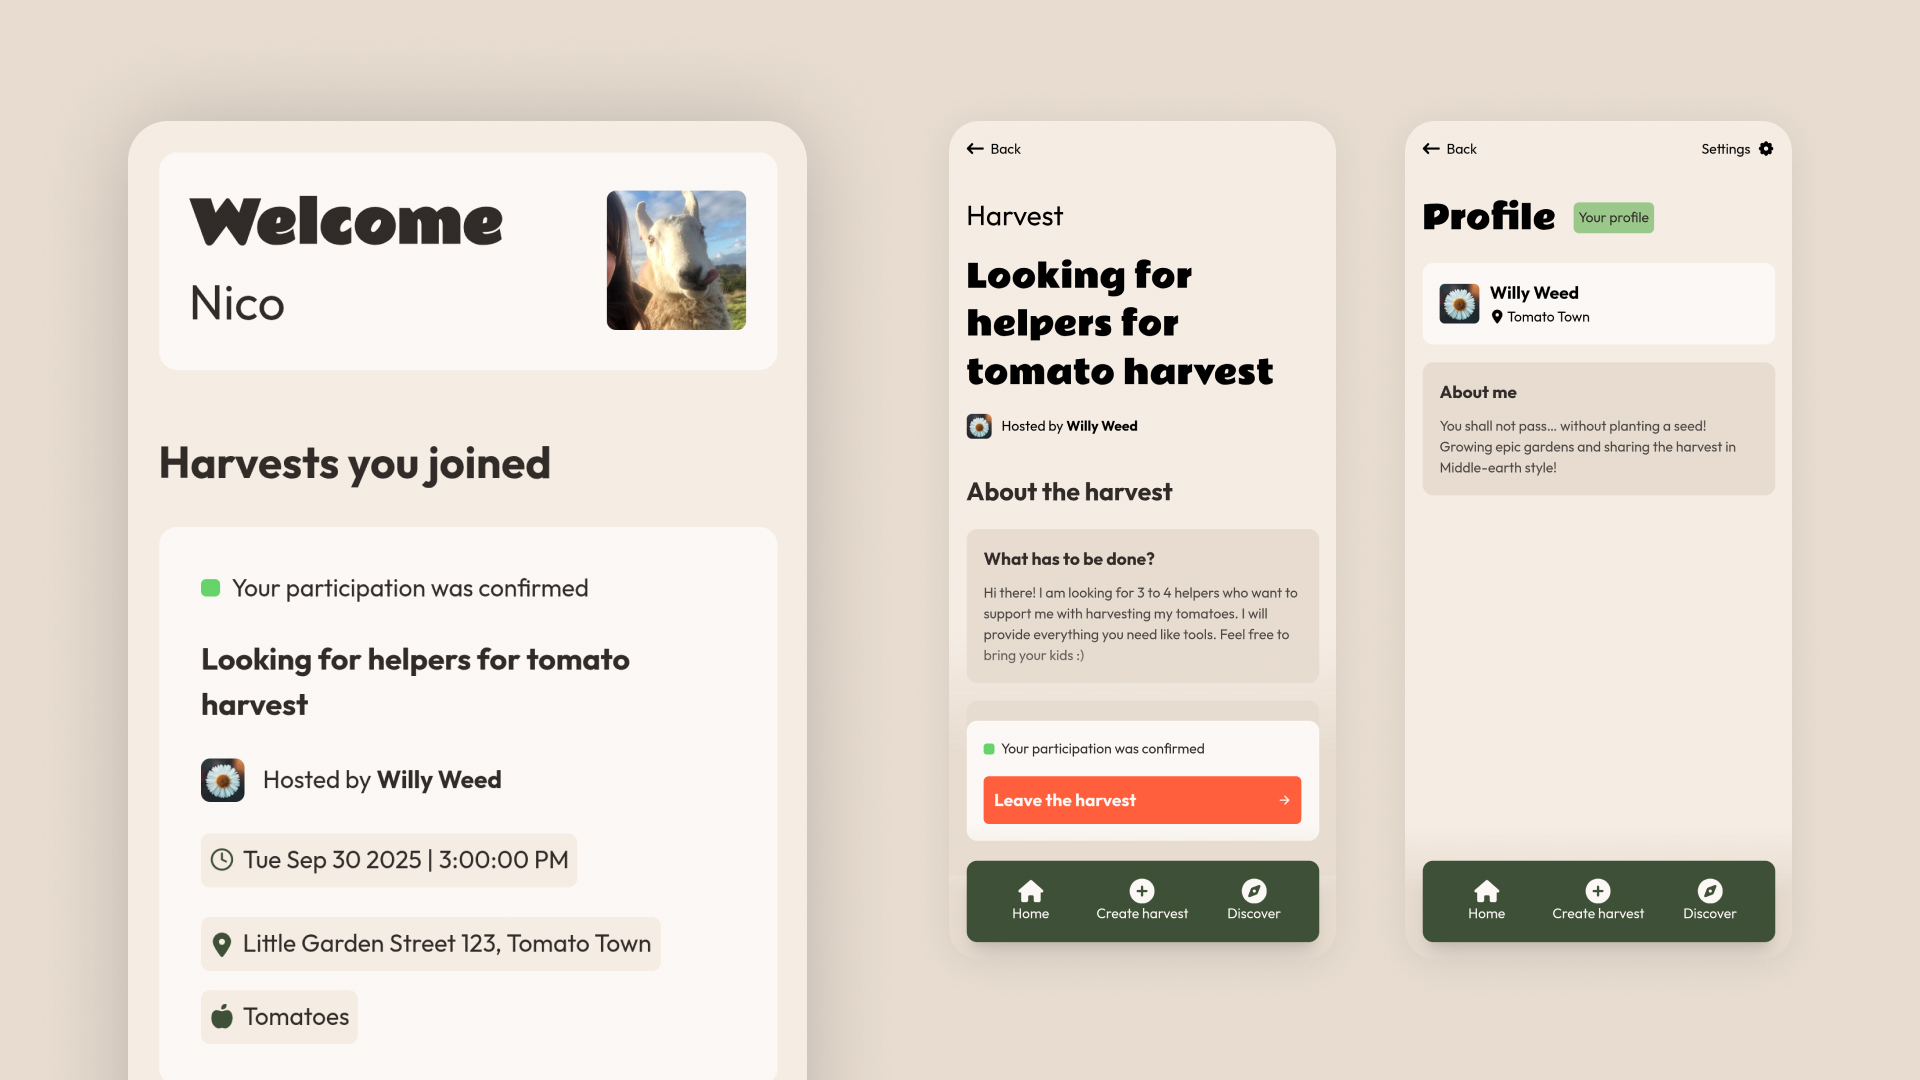 Welcome
Nico
Harvests you joined
Your participation was confirmed
Looking for helpers for tomato
harvest
Hosted by Willy Weed
Tue Sep 30 2025 | 3:00:00 PM
Little Garden Street 123, Tomato Town
Tomatoes
Back
Harvest
Looking for
helpers for
tomato harvest
Hosted by Willy Weed
About the harvest
What has to be done?
Hi there! I am looking for 3 to 4 helpers who want to
support me with harvesting my tomatoes. I will
provide everything you need like tools. Feel free to
bring your kids :)
Your participation was confirmed
Leave the harvest
Home
Create harvest
Discover
Back
Settings
Profile
Your profile
Willy Weed
Tomato Town
About me
You shall not pass... without planting a seed!
Growing epic gardens and sharing the harvest in
Middle-earth style!
Home
Create harvest
Discover